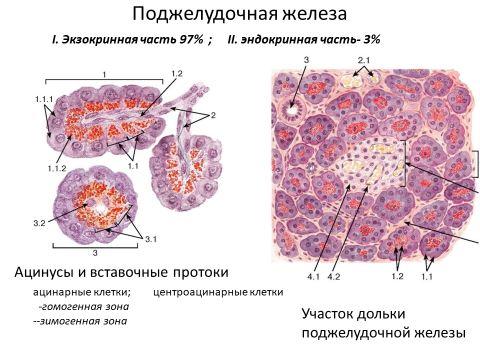 Поджелудочная железа
I. Экзокринная часть 97% ; II. эндокринная часть- 3%
1
1.2
1.1.1
2
1.1
1.1.2
3.2
3.1
3
3
2.1
4
4.1
4.2
1.2
1.1
Ацинусы и вставочные протоки
ацинарные клетки; центроацинарные клетки
-гомогенная зона
--зимогенная зона
Участок дольки
поджелудочной железы